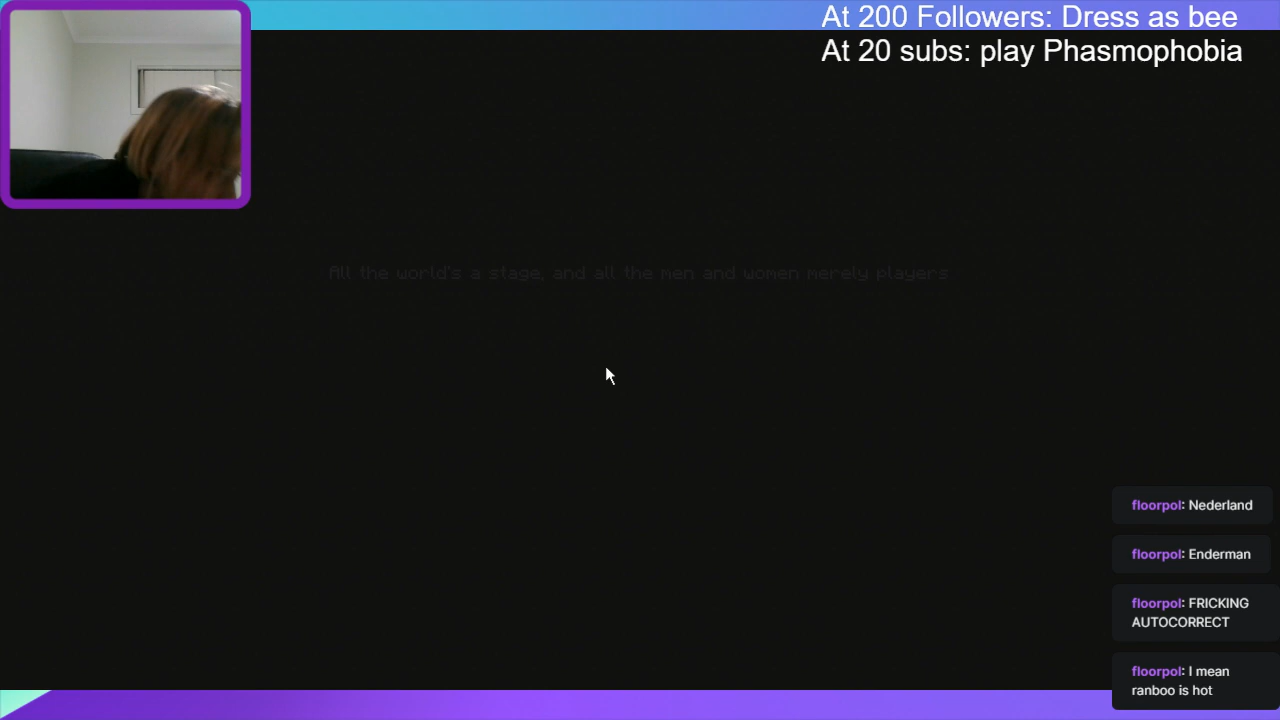 At 200 Followers: Dress as bee
At 20 subs: play Phasmophobia
All the world's a stage, and all the men and women merely players.
floorpol: Nederland
floorpol: Enderman
floorpol: FRICKING
AUTOCORRECT
floorpol: I mean
ranboo is hot